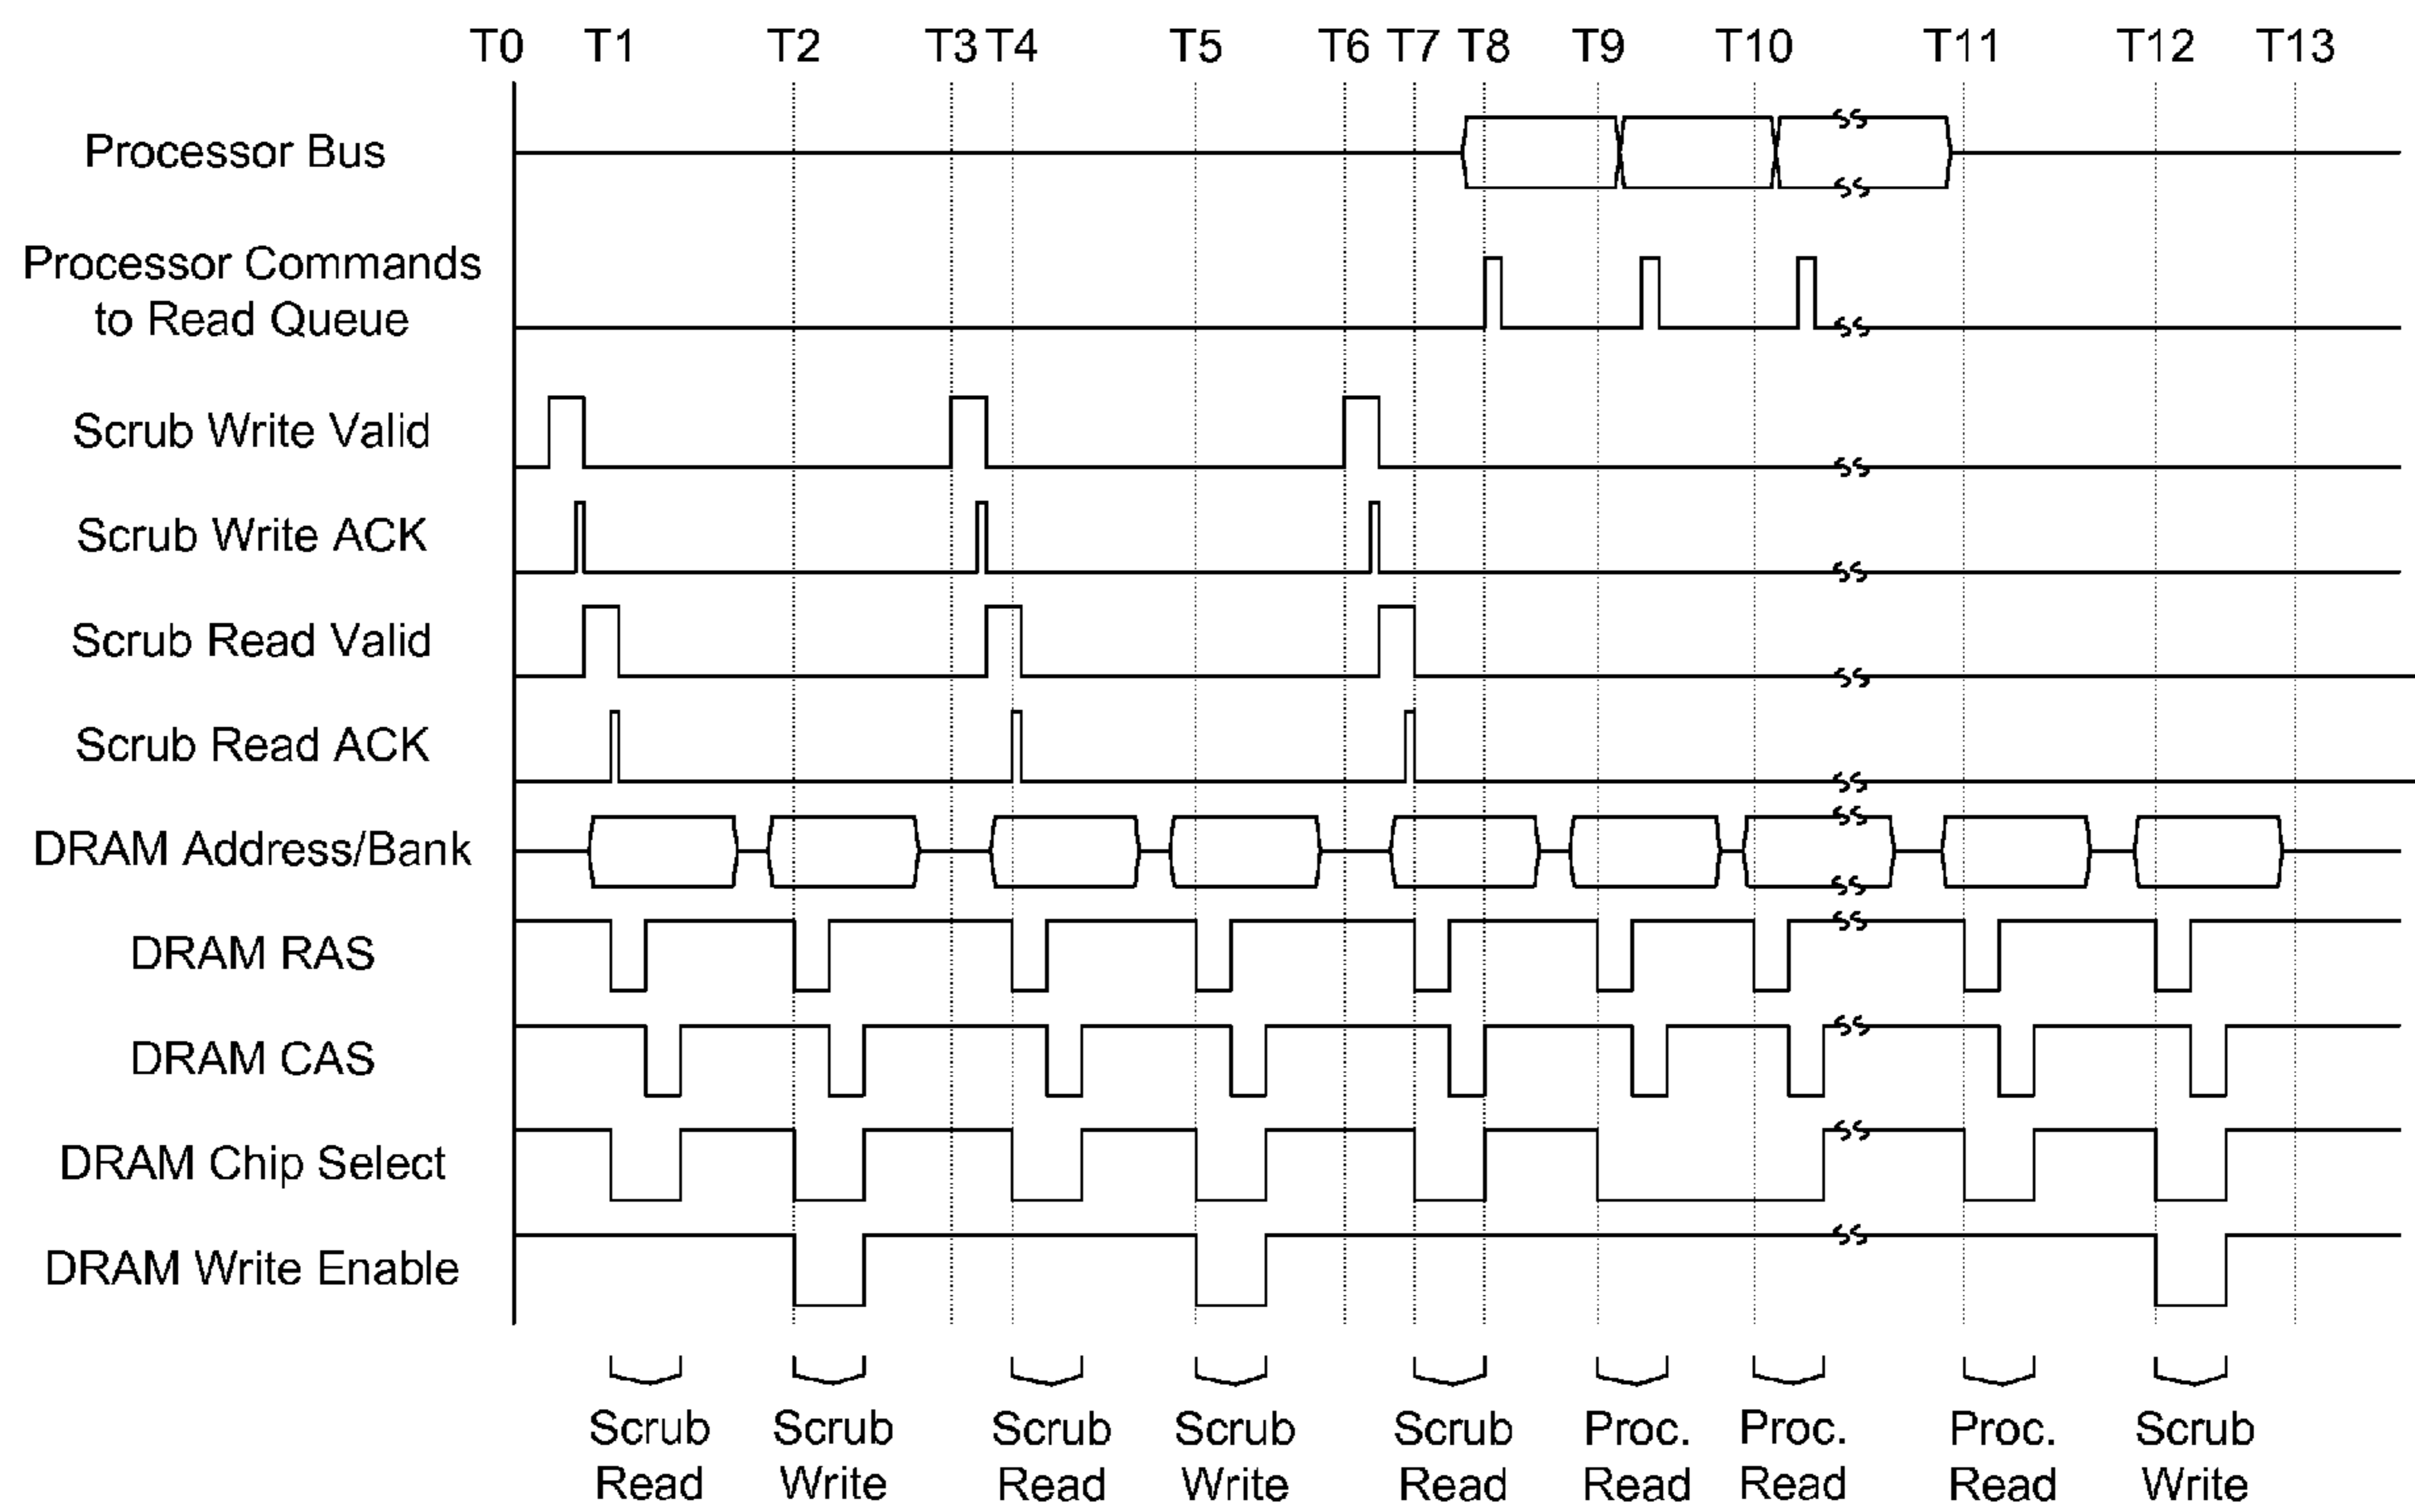 T0 T1 T2 T3 T4 T5 T6 T7 T8 T9 T10 T11 T12 T13
Processor Bus
Processor Commands
to Read Queue
Scrub Write Valid
Scrub Write ACK
Scrub Read Valid
Scrub Read ACK
DRAM Address/Bank
DRAM RAS
DRAM CAS
DRAM Chip Select
DRAM Write Enable
Scrub Scrub Scrub Scrub Scrub Proc. Proc. Proc. Scrub
Read Write Read Write Read Read Read Read Write